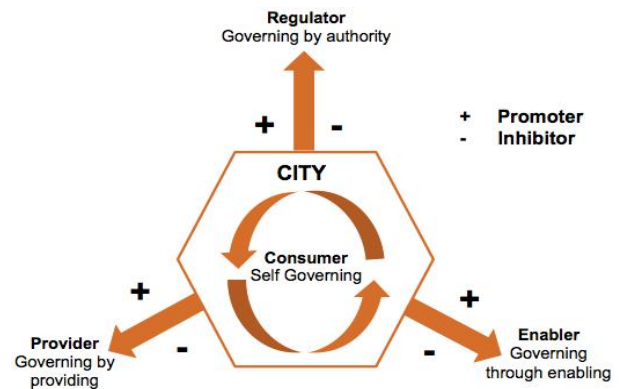 Regulator
Governing by authority
+ -
+ Promoter
- Inhibitor
CITY
Consumer
Self Governing
+
-
Provider
Governing by
providing
+
-
Enabler
Governing
through enabling